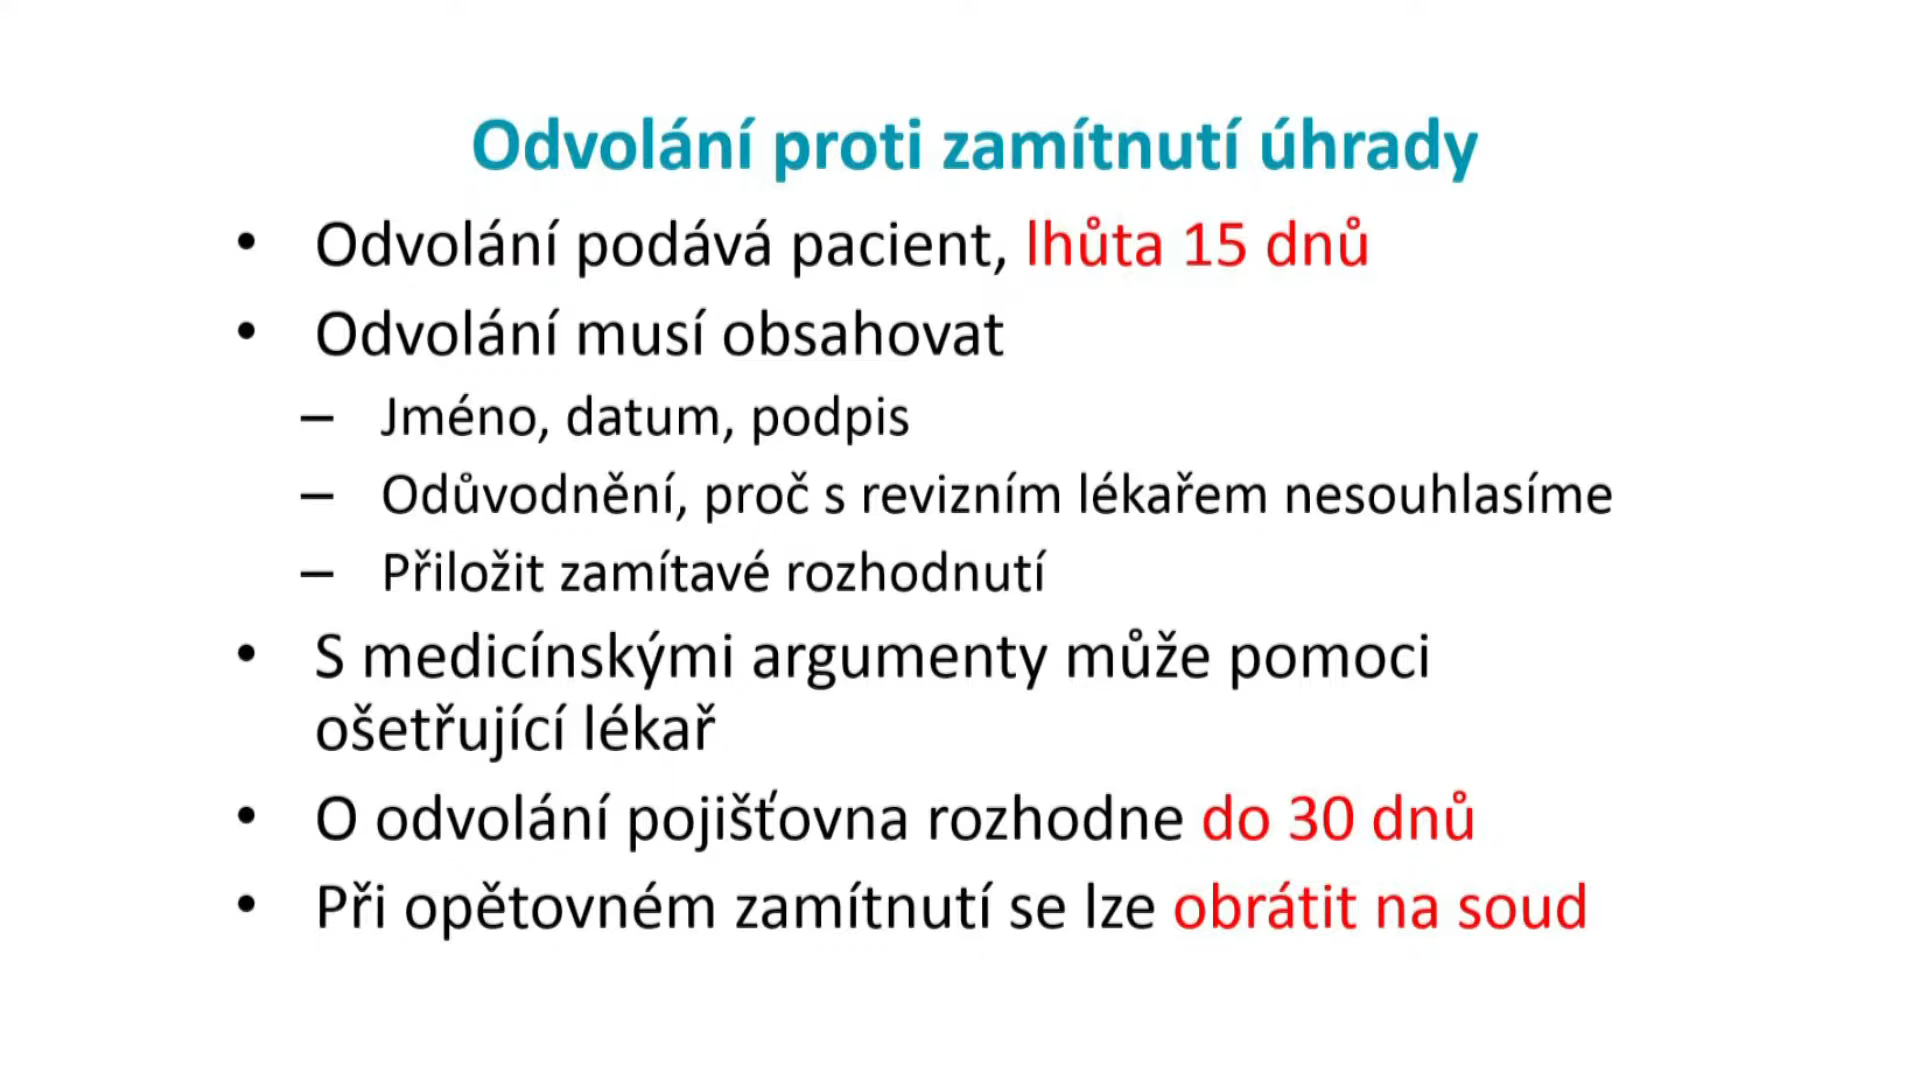 Odvolání proti zamítnutí úhrady
• Odvolání podává pacient, lhůta 15 dnů
• Odvolání musí obsahovat
– Jméno, datum, podpis
– Odůvodnění, proč s revizním lékařem nesouhlasíme
– Přiložit zamítavé rozhodnutí
• S medicínskými argumenty může pomoci
ošetřující lékař
• O odvolání pojišťovna rozhodne do 30 dnů
• Při opětovném zamítnutí se lze obrátit na soud